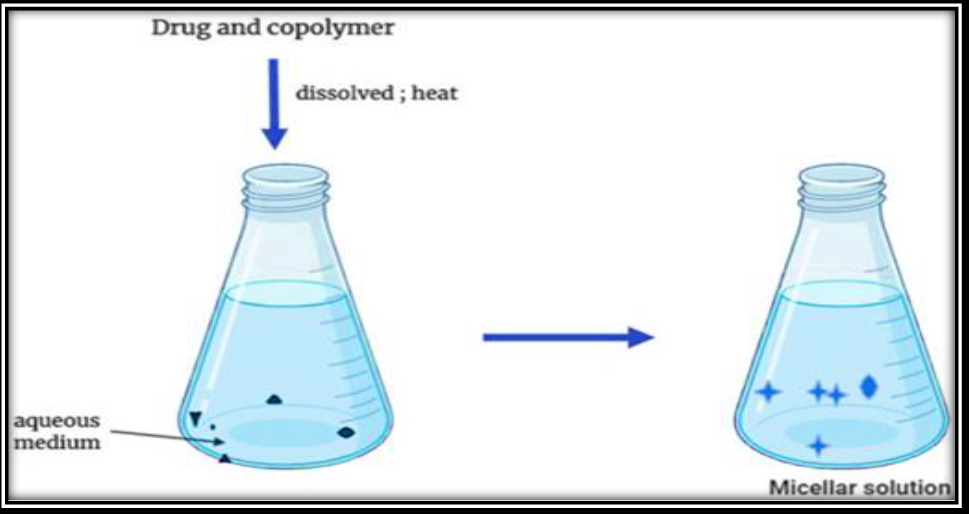 Drug and copolymer
dissolved ; heat
aqueous
medium
Micellar solution